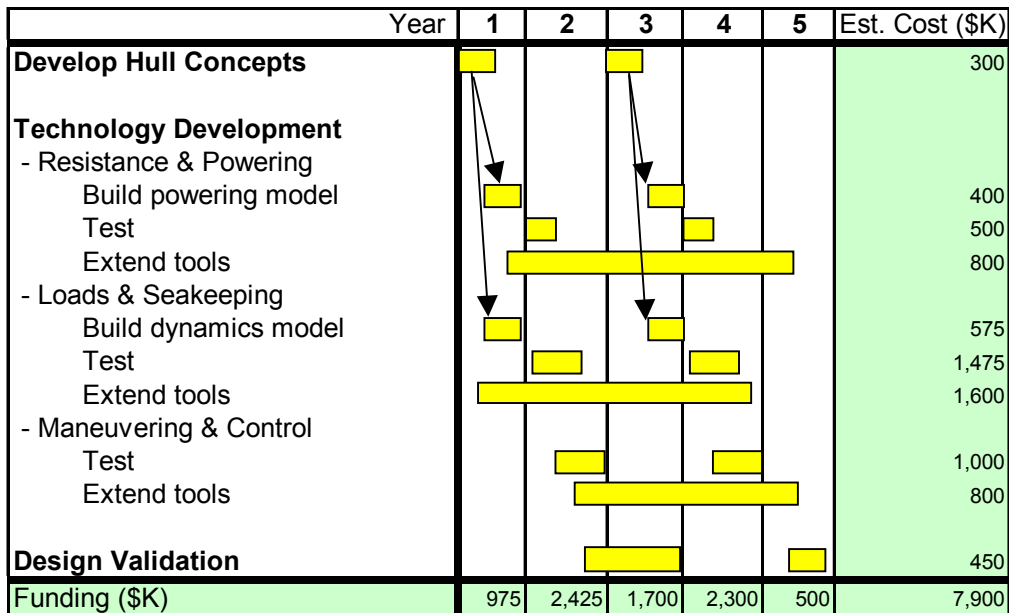 Year 1 2 3 4 5 Est. Cost ($K)
Develop Hull Concepts 300
Technology Development
- Resistance & Powering
Build powering model 400
Test 500
Extend tools 800
- Loads & Seakeeping
Build dynamics model 575
Test 1,475
Extend tools 1,600
- Maneuvering & Control
Test 1,000
Extend tools 800
Design Validation 450
Funding ($K) 975 2,425 1,700 2,300 500 7,900